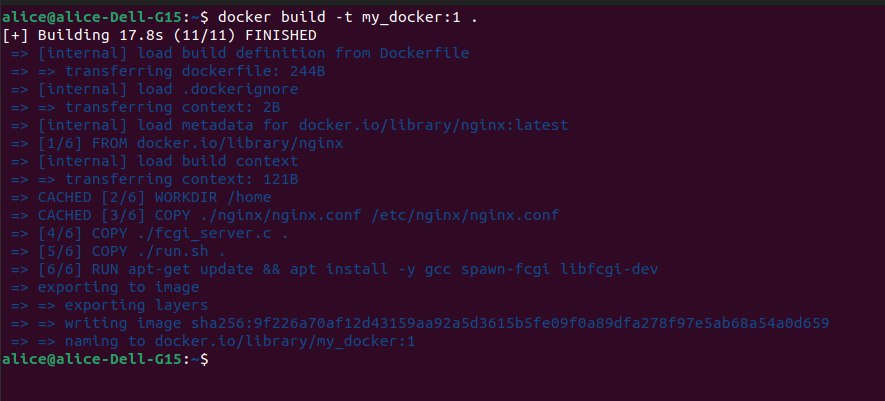 alice@alice-Dell-G15:~$ docker build -t my_docker:1 .
[+] Building 17.8s (11/11) FINISHED
=> [internal] load build definition from Dockerfile
=> => transferring dockerfile: 244B
=> [internal] load .dockerignore
=> => transferring context: 2B
=> [internal] load metadata for docker.io/library/nginx:latest
=> [1/6] FROM docker.io/library/nginx
=> [internal] load build context
=> => transferring context: 121B
=> CACHED [2/6] WORKDIR /home
=> CACHED [3/6] COPY ./nginx/nginx.conf /etc/nginx/nginx.conf
=> [4/6] COPY ./fcgi_server.c .
=> [5/6] COPY ./run.sh .
=> [6/6] RUN apt-get update && apt install -y gcc spawn-fcgi libfcgi-dev
=> exporting to image
=> => exporting layers
=> => writing image sha256:9f226a70af12d43159aa92a5d3615b5fe09f0a89dfa278f97e5ab68a54a0d659
=> => naming to docker.io/library/my_docker:1
alice@alice-Dell-G15:~$